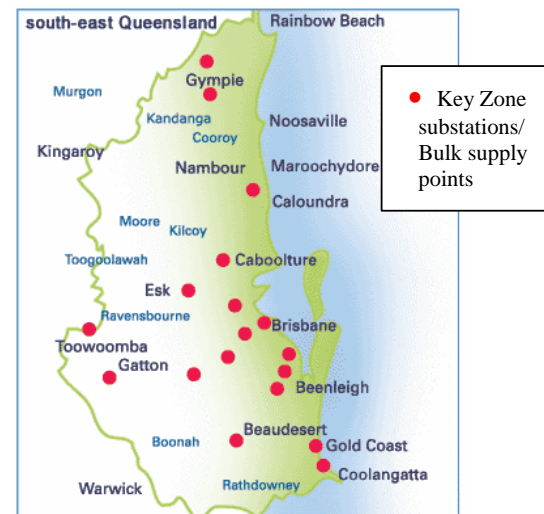 south-east Queensland
Rainbow Beach
Gympie
Murgon
Kandanga
Noosaville
Cooroy
Kingaroy
Nambour
Maroochydore
Caloundra
Moore
Kilcoy
Toogoolawah
Caboolture
Esk
Ravensbourne
Brisbane
Toowoomba
Gatton
Beenleigh
Beaudesert
Boonah
Gold Coast
Coolangatta
Warwick
Rathdowney
Key Zone
substations/
Bulk supply
points